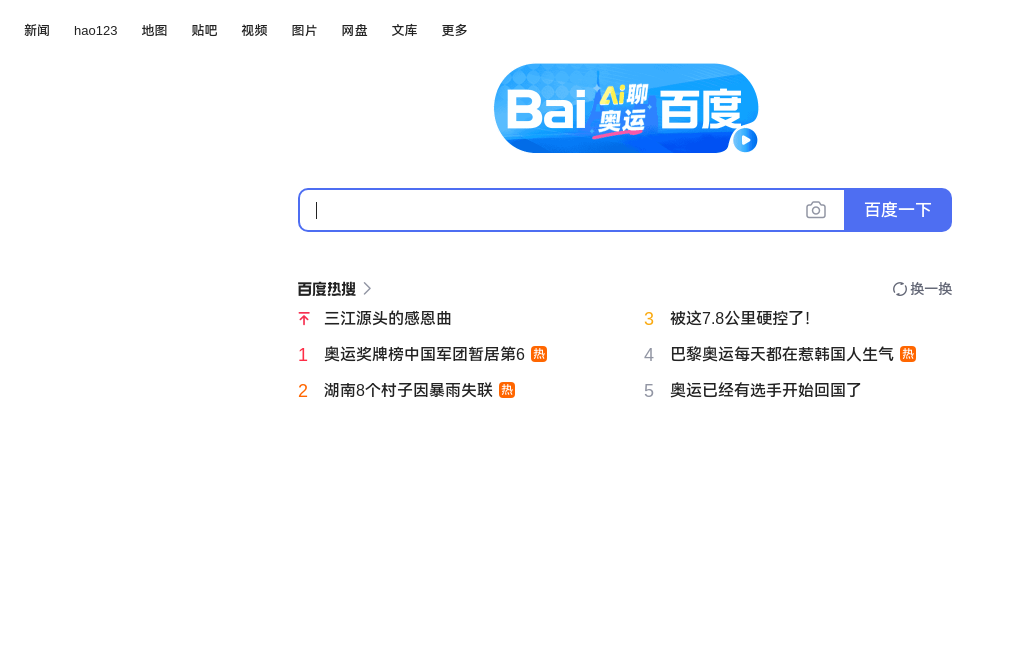 新闻 hao123 地图 贴吧 视频 图片 网盘 文库 更多
Bai Ai聊奥运 百度
百度一下
百度热搜 换一换
三江源头的感恩曲
1 奥运奖牌榜中国军团暂居第6 热
2 湖南8个村子因暴雨失联 热
3 被这7.8公里硬控了!
4 巴黎奥运每天都在惹韩国人生气 热
5 奥运已经有选手开始回国了